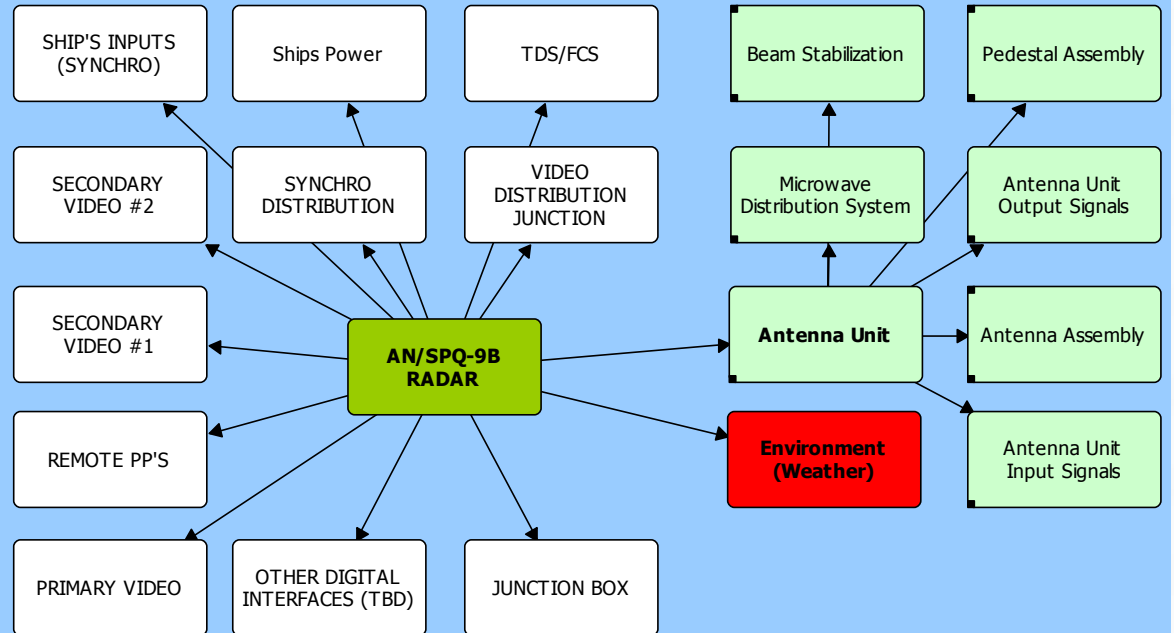 SHIP'S INPUTS
(SYNCHRO)
Ships Power
TDS/FCS
Beam Stabilization
Pedestal Assembly
SECONDARY
VIDEO #2
SYNCHRO
DISTRIBUTION
VIDEO
DISTRIBUTION
JUNCTION
Microwave
Distribution System
Antenna Unit
Output Signals
SECONDARY
VIDEO #1
AN/SPQ-9B
RADAR
Antenna Unit
Antenna Assembly
REMOTE PP'S
Environment
(Weather)
Antenna Unit
Input Signals
PRIMARY VIDEO
OTHER DIGITAL
INTERFACES (TBD)
JUNCTION BOX